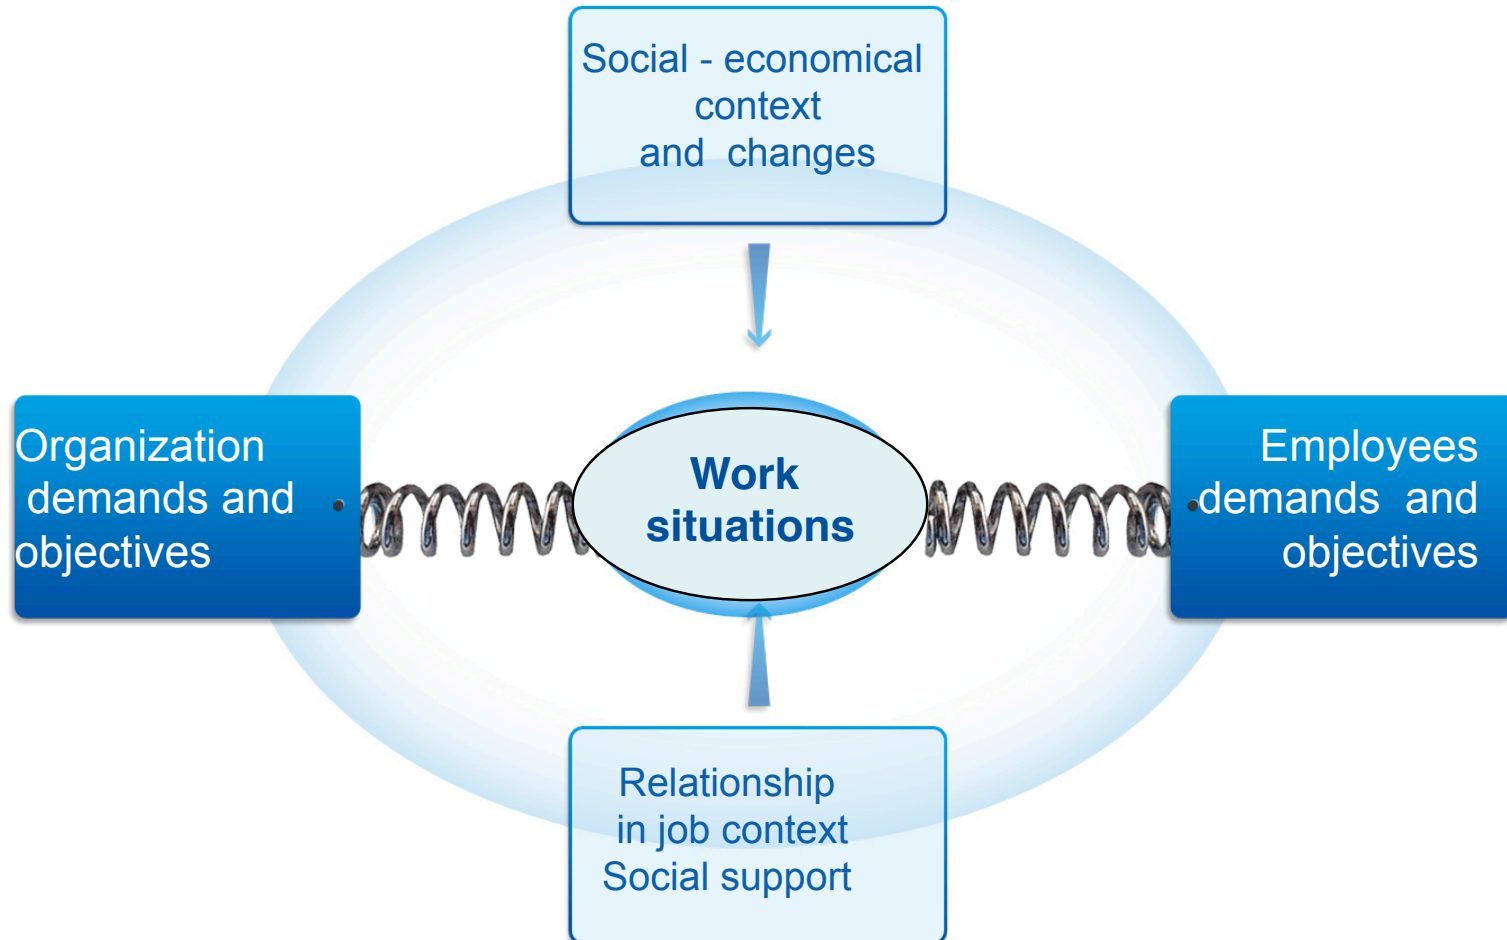 Social - economical
context
and changes
Organization
demands and
objectives
Work
situations
Employees
demands and
objectives
Relationship
in job context
Social support